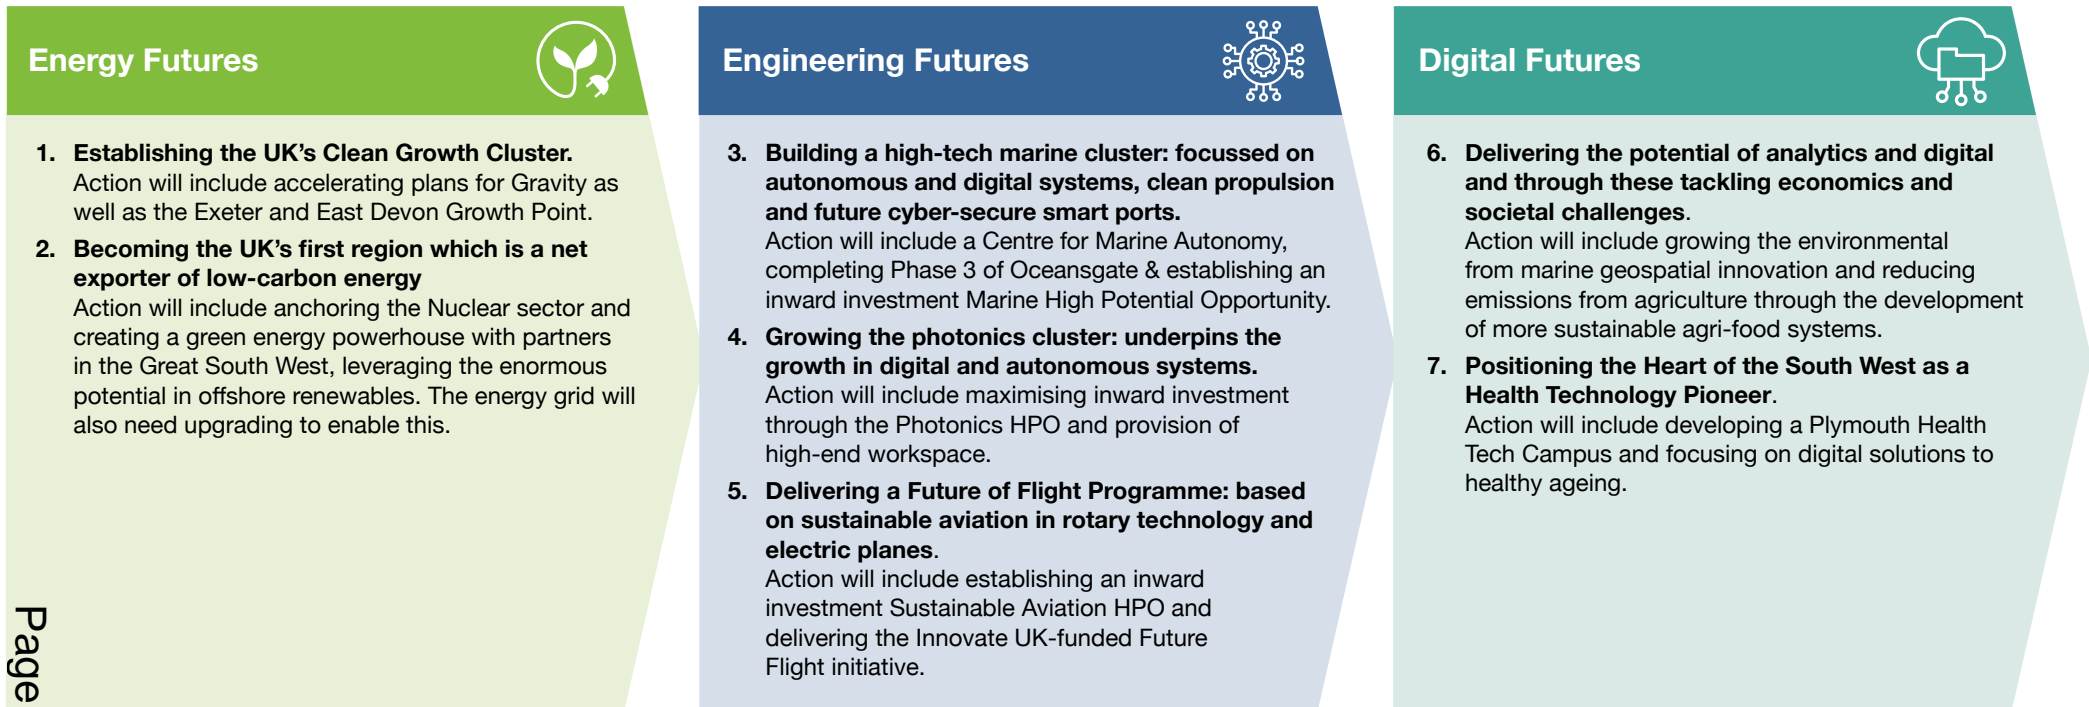 Energy Futures
1. Establishing the UK’s Clean Growth Cluster.
Action will include accelerating plans for Gravity as
well as the Exeter and East Devon Growth Point.
2. Becoming the UK’s first region which is a net
exporter of low-carbon energy
Action will include anchoring the Nuclear sector and
creating a green energy powerhouse with partners
in the Great South West, leveraging the enormous
potential in offshore renewables. The energy grid will
also need upgrading to enable this.
Engineering Futures
3. Building a high-tech marine cluster: focussed on
autonomous and digital systems, clean propulsion
and future cyber-secure smart ports.
Action will include a Centre for Marine Autonomy,
completing Phase 3 of Oceansgate & establishing an
inward investment Marine High Potential Opportunity.
4. Growing the photonics cluster: underpins the
growth in digital and autonomous systems.
Action will include maximising inward investment
through the Photonics HPO and provision of
high-end workspace.
5. Delivering a Future of Flight Programme: based
on sustainable aviation in rotary technology and
electric planes.
Action will include establishing an inward
investment Sustainable Aviation HPO and
delivering the Innovate UK-funded Future
Flight initiative.
Digital Futures
6. Delivering the potential of analytics and digital
and through these tackling economics and
societal challenges.
Action will include growing the environmental
from marine geospatial innovation and reducing
emissions from agriculture through the development
of more sustainable agri-food systems.
7. Positioning the Heart of the South West as a
Health Technology Pioneer.
Action will include developing a Plymouth Health
Tech Campus and focusing on digital solutions to
healthy ageing.
Page